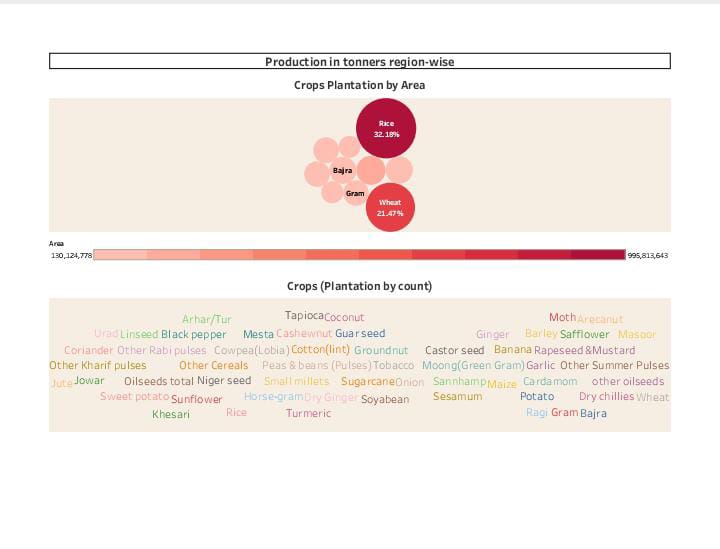 Production in tonners region-wise
Crops Plantation by Area
Rice
32.18%
Bajra
Gram
Wheat
21.47%
Area
130,124,778 995,813,643
Crops (Plantation by count)
Arhar/Tur Tapioca Coconut Moth Arecanut
Urad Linseed Black pepper Mesta Cashewnut Guar seed Ginger Barley Safflower Masoor
Coriander Other Rabi pulses Cowpea(Lobia) Cotton(lint) Groundnut Castor seed Banana Rapeseed &Mustard
Other Kharif pulses Other Cereals Peas & beans (Pulses) Tobacco Moong(Green Gram) Garlic Other Summer Pulses
Jute Jowar Oilseeds total Niger seed Small millets Sugarcane Onion Sannhamp Maize Cardamom other oilseeds
Sweet potato Sunflower Horse-gram Dry Ginger Soyabean Sesamum Potato Dry chillies Wheat
Khesari Rice Turmeric Ragi Gram Bajra